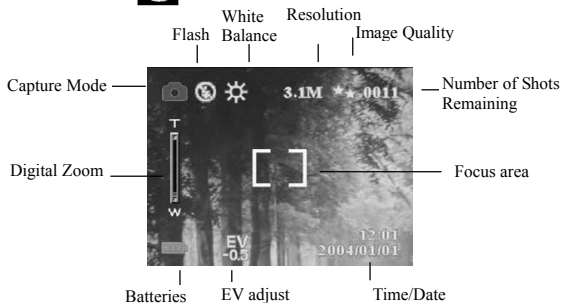 White Balance
Resolution
Flash
Image Quality
Capture Mode
3.1M
0011
Number of Shots Remaining
T
Digital Zoom
Focus area
W
EV
-0.5
12:01
2004/01/01
Batteries
EV adjust
Time/Date